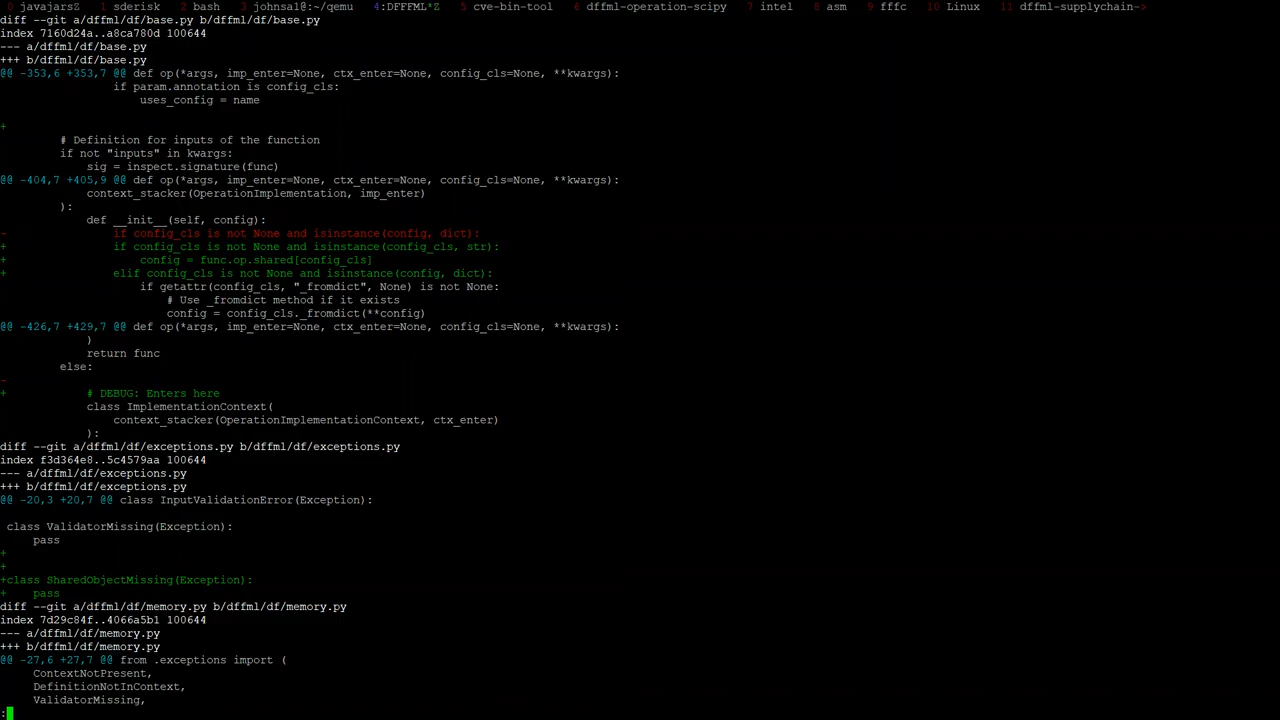 0 javajarsZ  1 sderisk  2 bash  3 johnsa1@:~/qemu  4:DFFFML*Z  5 cve-bin-tool  6 dffml-operation-scipy  7 intel  8 asm  9 fffc  10 Linux  11 dffml-supplychain->
diff --git a/dffml/df/base.py b/dffml/df/base.py
index 7160d24a..a8ca780d 100644
--- a/dffml/df/base.py
+++ b/dffml/df/base.py
@@ -353,6 +353,7 @@ def op(*args, imp_enter=None, ctx_enter=None, config_cls=None, **kwargs):
                 if param.annotation is config_cls:
                     uses_config = name
+
         # Definition for inputs of the function
         if not "inputs" in kwargs:
             sig = inspect.signature(func)
@@ -404,7 +405,9 @@ def op(*args, imp_enter=None, ctx_enter=None, config_cls=None, **kwargs):
             context_stacker(OperationImplementation, imp_enter)
         ):
             def __init__(self, config):
-                if config_cls is not None and isinstance(config, dict):
+                if config_cls is not None and isinstance(config_cls, str):
+                    config = func.op.shared[config_cls]
+                elif config_cls is not None and isinstance(config, dict):
                     if getattr(config_cls, "_fromdict", None) is not None:
                         # Use _fromdict method if it exists
                         config = config_cls._fromdict(**config)
@@ -426,7 +429,7 @@ def op(*args, imp_enter=None, ctx_enter=None, config_cls=None, **kwargs):
             )
             return func
         else:
-
+            # DEBUG: Enters here
             class ImplementationContext(
                 context_stacker(OperationImplementationContext, ctx_enter)
             ):
diff --git a/dffml/df/exceptions.py b/dffml/df/exceptions.py
index f3d364e8..5c4579aa 100644
--- a/dffml/df/exceptions.py
+++ b/dffml/df/exceptions.py
@@ -20,3 +20,7 @@ class InputValidationError(Exception):
 class ValidatorMissing(Exception):
     pass
+
+
+class SharedObjectMissing(Exception):
+    pass
diff --git a/dffml/df/memory.py b/dffml/df/memory.py
index 7d29c84f..4066a5b1 100644
--- a/dffml/df/memory.py
+++ b/dffml/df/memory.py
@@ -27,6 +27,7 @@ from .exceptions import (
     ContextNotPresent,
     DefinitionNotInContext,
     ValidatorMissing,
: